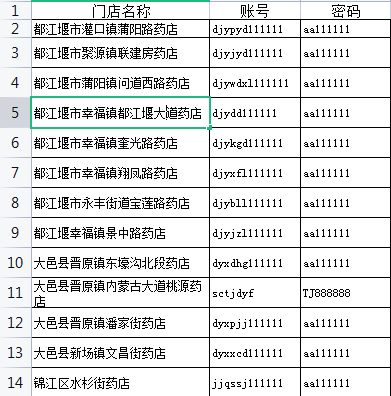 1 门店名称 账号 密码
2 都江堰市灌口镇蒲阳路药店 djypyd111111 aa111111
3 都江堰市聚源镇联建房药店 djyjyd111111 aa111111
4 都江堰市蒲阳镇问道西路药店 djywdxl111111 aa111111
5 都江堰市幸福镇都江堰大道药店 djydd111111 aa111111
6 都江堰市幸福镇奎光路药店 djykgd111111 aa111111
7 都江堰市幸福镇翔凤路药店 djyxfl111111 aa111111
8 都江堰市永丰街道宝莲路药店 djybll111111 aa111111
9 都江堰幸福镇景中路药店 djyjzl111111 aa111111
10 大邑县晋原镇东壕沟北段药店 dyxdhg111111 aa111111
11 大邑县晋原镇内蒙古大道桃源药店 sctjdyf TJ888888
12 大邑县晋原镇潘家街药店 dyxpjj111111 aa111111
13 大邑县新场镇文昌街药店 dyxxcd111111 aa111111
14 锦江区水杉街药店 jjqssj111111 aa111111